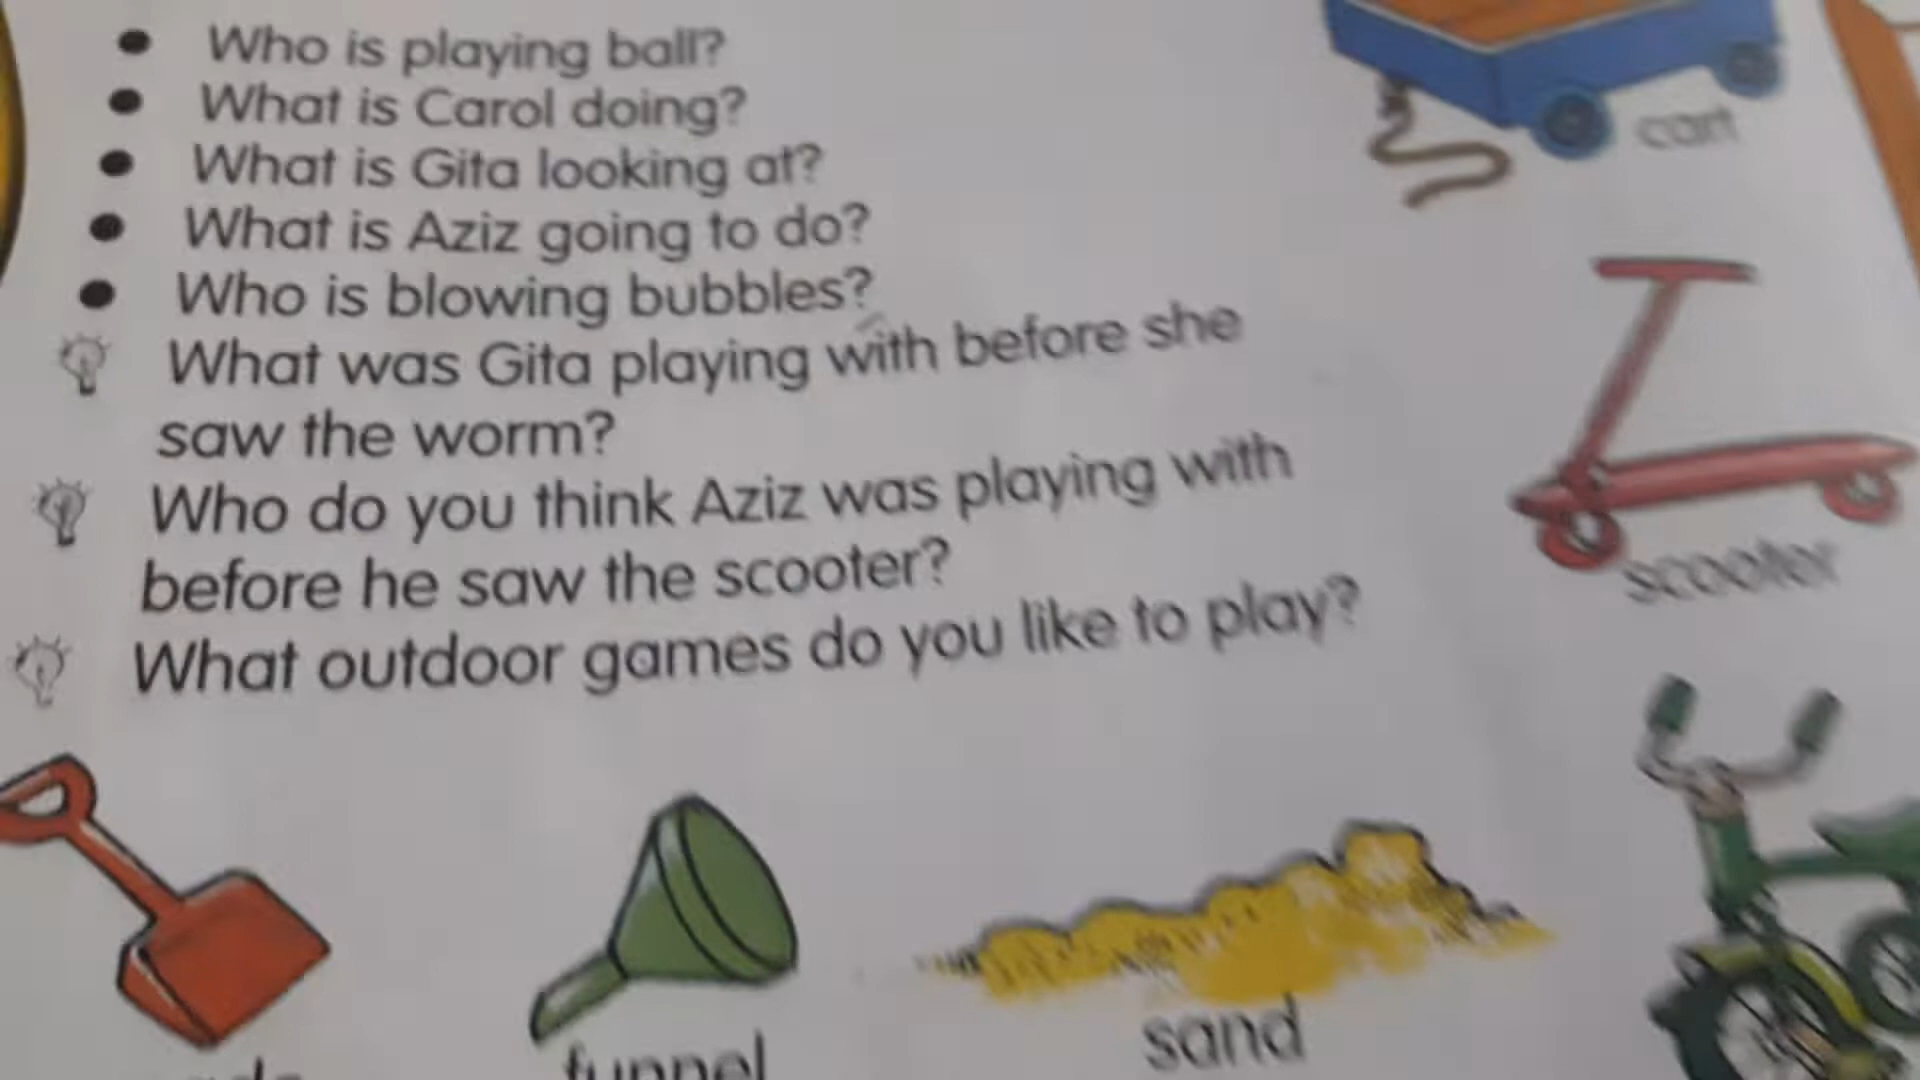 Who is playing ball?
What is Carol doing?
What is Gita looking at?
What is Aziz going to do?
Who is blowing bubbles?
What was Gita playing with before she
saw the worm?
Who do you think Aziz was playing with
before he saw the scooter?
What outdoor games do you like to play?
cart
scooter
sand
funnel